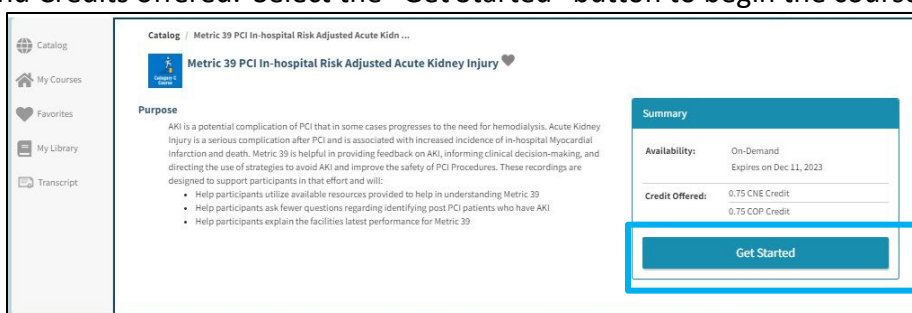 nd Credits offered. Select the "Get Started" button to begin the course
Catalog / Metric 39 PCI In-hospital Risk Adjusted Acute Kidn ...
Catalog
My Courses
Favorites
My Library
Transcript
Category C
Course
Metric 39 PCI In-hospital Risk Adjusted Acute Kidney Injury
Purpose
AKI is a potential complication of PCI that in some cases progresses to the need for hemodialysis. Acute Kidney
Injury is a serious complication after PCI and is associated with increased incidence of in-hospital Myocardial
Infarction and death. Metric 39 is helpful in providing feedback on AKI, informing clinical decision-making, and
directing the use of strategies to avoid AKI and improve the safety of PCI Procedures. These recordings are
designed to support participants in that effort and will:
• Help participants utilize available resources provided to help in understanding Metric 39
• Help participants ask fewer questions regarding identifying post PCI patients who have AKI
• Help participants explain the facilities latest performance for Metric 39
Summary
Availability: On-Demand
Expires on Dec 11, 2023
Credit Offered: 0.75 CNE Credit
0.75 COP Credit
Get Started